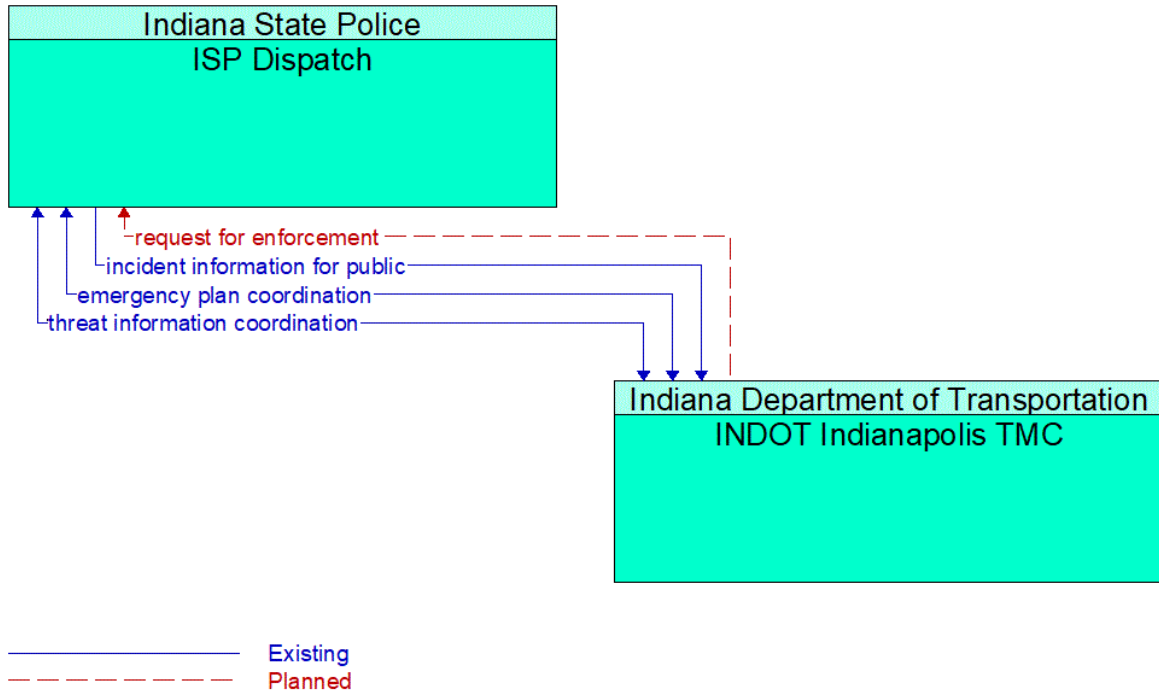 Indiana State Police
ISP Dispatch
request for enforcement
incident information for public
emergency plan coordination
threat information coordination
Indiana Department of Transportation
INDOT Indianapolis TMC
Existing
Planned